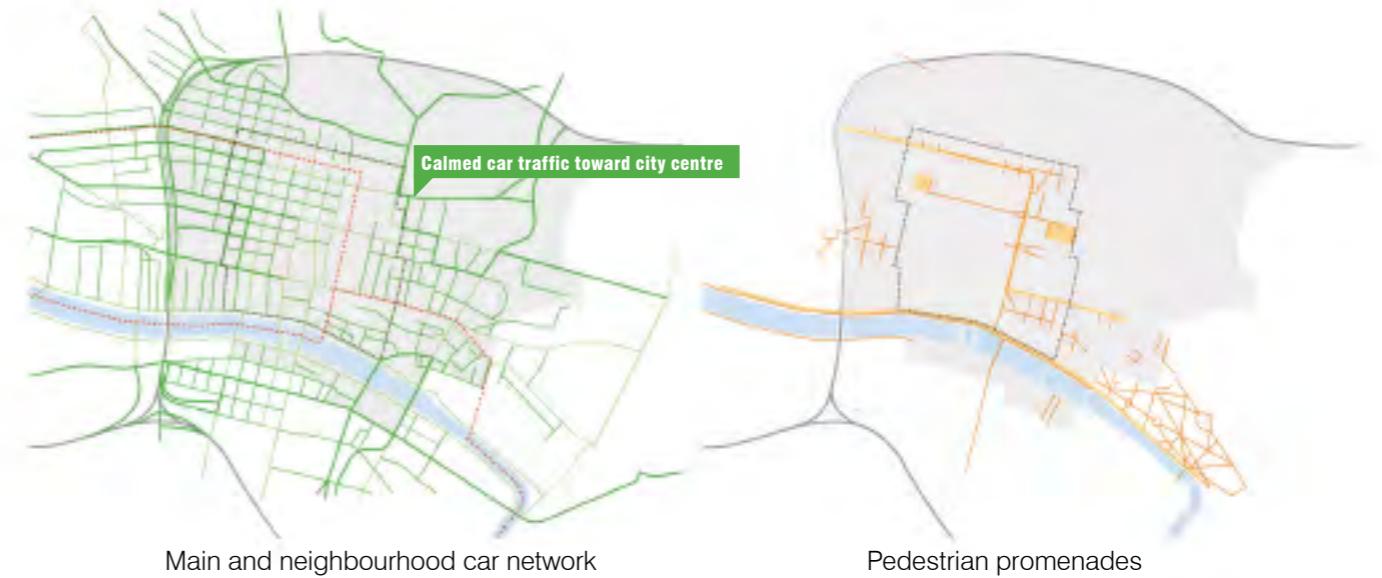 Calmed car traffic toward city centre
Main and neighbourhood car network
Pedestrian promenades